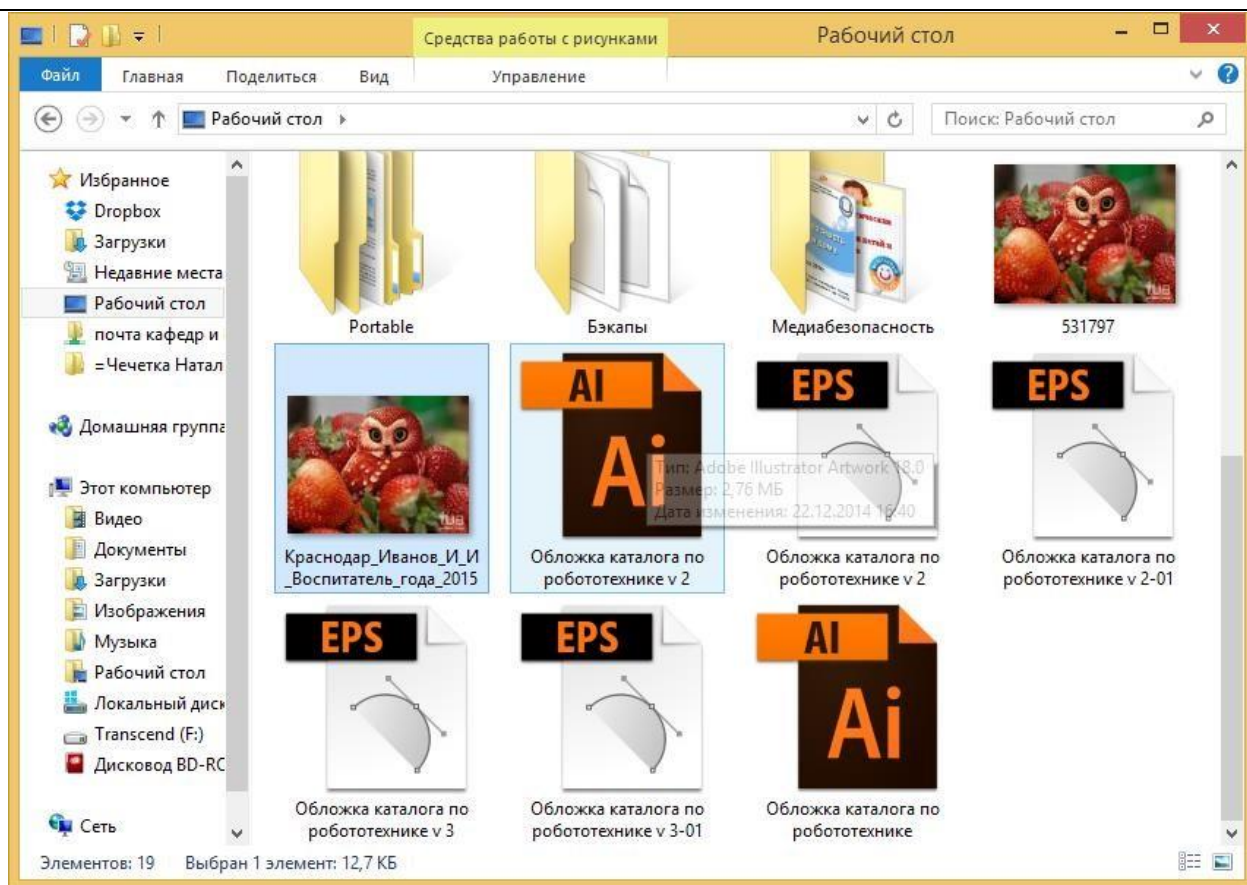 Средства работы с рисунками
Рабочий стол
Файл Главная Поделиться Вид Управление
Рабочий стол
Поиск: Рабочий стол
Избранное
Dropbox
Загрузки
Недавние места
Рабочий стол
почта кафедр и
=Чечетка Натал
Домашняя группа
Этот компьютер
Видео
Документы
Загрузки
Изображения
Музыка
Рабочий стол
Локальный диск
Transcend (F:)
Дисковод BD-RO
Сеть
Portable
Бэкапы
Медиабезопасность
531797
fua
Краснодар_Иванов_И_И
_Воспитатель_года_2015
fua
AI
Ai
Обложка каталога по
робототехнике v 2
Тип: Adobe Illustrator Artwork 18.0
Размер: 2,76 МБ
Дата изменения: 22.12.2014 16:40
EPS
Обложка каталога по
робототехнике v 2
EPS
Обложка каталога по
робототехнике v 2-01
EPS
Обложка каталога по
робототехнике v 3
EPS
Обложка каталога по
робототехнике v 3-01
AI
Ai
Обложка каталога по
робототехнике
Элементов: 19 Выбран 1 элемент: 12,7 КБ